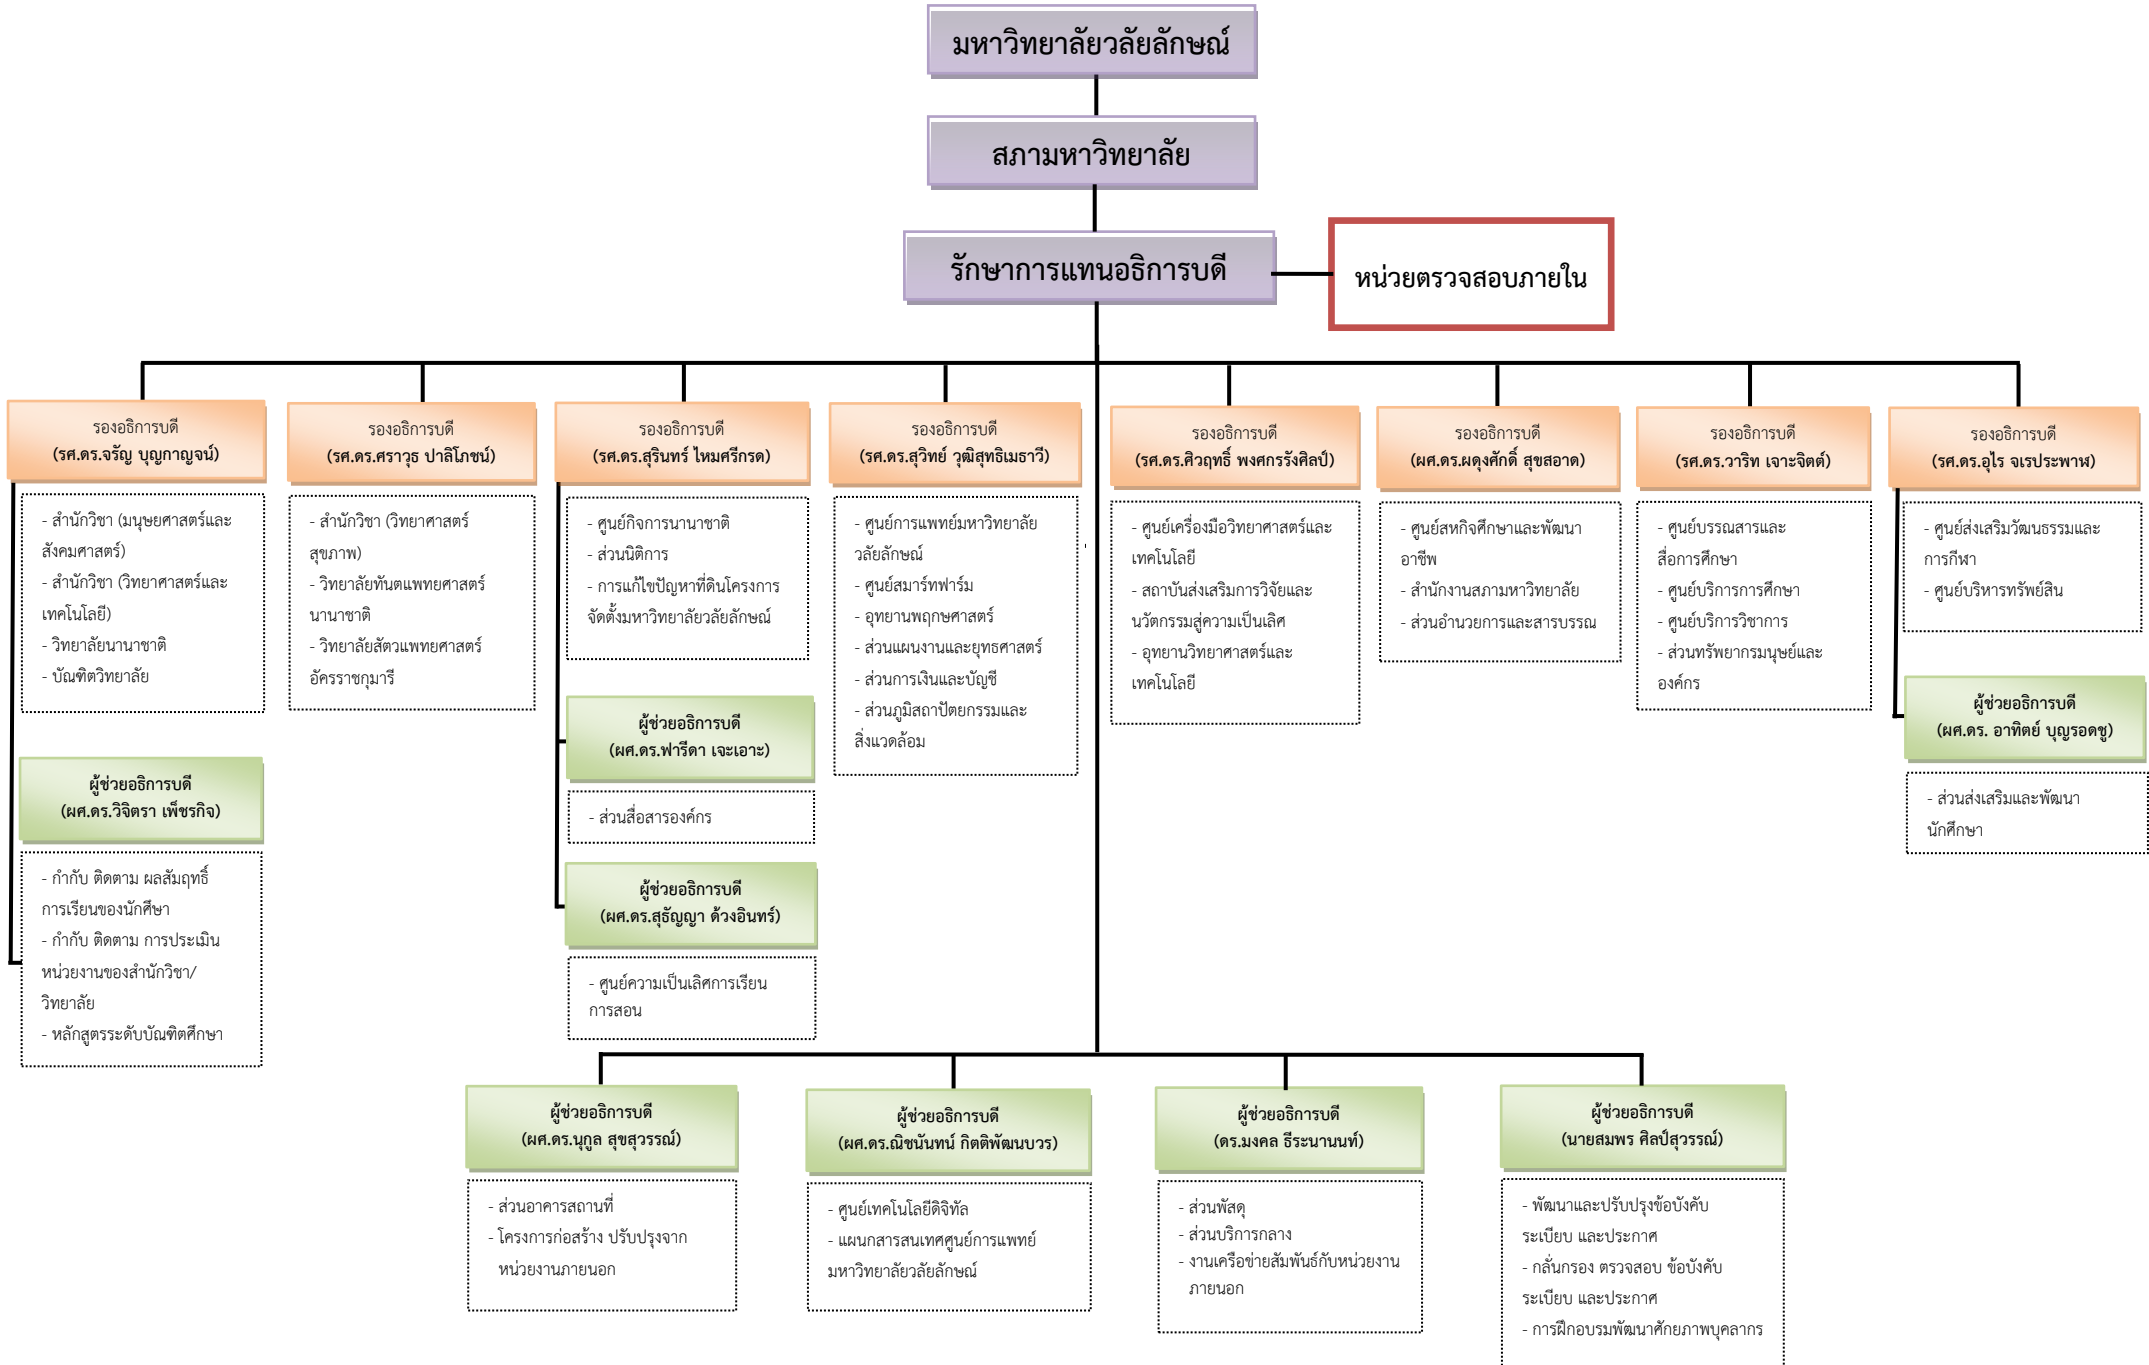 มหาวิทยาลัยวลัยลักษณ์
สภามหาวิทยาลัย
รักษาการแทนอธิการบดี
หน่วยตรวจสอบภายใน
รองอธิการบดี
(รศ.ดร.จรัญ บุญกาญจน์)
- สำนักวิชา (มนุษยศาสตร์และ
สังคมศาสตร์)
- สำนักวิชา (วิทยาศาสตร์และ
เทคโนโลยี)
- วิทยาลัยนานาชาติ
- บัณฑิตวิทยาลัย
ผู้ช่วยอธิการบดี
(ผศ.ดร.วิจิตรา เพ็ชรกิจ)
- กำกับ ติดตาม ผลสัมฤทธิ์
การเรียนของนักศึษา
- กำกับ ติดตาม การประเมิน
หน่วยงานของสำนักวิชา/
วิทยาลัย
- หลักสูตรระดับบัณฑิตศึกษา
รองอธิการบดี
(รศ.ดร.ศราวุธ ปาลิโภชน์)
- สำนักวิชา (วิทยาศาสตร์
สุขภาพ)
- วิทยาลัยทันตแพทยศาสตร์
นานาชาติ
- วิทยาลัยสัตวแพทยศาสตร์
อัครราชกุมารี
รองอธิการบดี
(รศ.ดร.สุรินทร์ ไหมศรีกรด)
- ศูนย์กิจการนานาชาติ
- ส่วนนิติการ
- การแก้ไขปัญหาที่ดินโครงการ
จัดตั้งมหาวิทยาลัยวลัยลักษณ์
ผู้ช่วยอธิการบดี
(ผศ.ดร.ฟารีดา เจะเอาะ)
- ส่วนสื่อสารองค์กร
ผู้ช่วยอธิการบดี
(ผศ.ดร.สุธัญญา ด้วงอินทร์)
- ศูนย์ความเป็นเลิศการเรียน
การสอน
รองอธิการบดี
(รศ.ดร.สุวิทย์ วุฒิสุทธิเมธาวี)
- ศูนย์การแพทย์มหาวิทยาลัย
วลัยลักษณ์
- ศูนย์สมาร์ทฟาร์ม
- อุทยานพฤกษศาสตร์
- ส่วนแผนงานและยุทธศาสตร์
- ส่วนการเงินและบัญชี
- ส่วนภูมิสถาปัตยกรรมและ
สิ่งแวดล้อม
รองอธิการบดี
(รศ.ดร.ศิวฤทธิ์ พงศกรรังศิลป์)
- ศูนย์เครื่องมือวิทยาศาสตร์และ
เทคโนโลยี
- สถาบันส่งเสริมการวิจัยและ
นวัตกรรมสู่ความเป็นเลิศ
- อุทยานวิทยาศาสตร์และ
เทคโนโลยี
รองอธิการบดี
(ผศ.ดร.ผดุงศักดิ์ สุขสอาด)
- ศูนย์สหกิจศึกษาและพัฒนา
อาชีพ
- สำนักงานสภามหาวิทยาลัย
- ส่วนอำนวยการและสารบรรณ
รองอธิการบดี
(รศ.ดร.วาริท เจาะจิตต์)
- ศูนย์บรรณสารและ
สื่อการศึกษา
- ศูนย์บริการการศึกษา
- ศูนย์บริการวิชาการ
- ส่วนทรัพยากรมนุษย์และ
องค์กร
รองอธิการบดี
(รศ.ดร.อุไร จเรประพาฬ)
- ศูนย์ส่งเสริมวัฒนธรรมและ
การกีฬา
- ศูนย์บริหารทรัพย์สิน
ผู้ช่วยอธิการบดี
(ผศ.ดร. อาทิตย์ บุญรอดชู)
- ส่วนส่งเสริมและพัฒนา
นักศึกษา
ผู้ช่วยอธิการบดี
(ผศ.ดร.นุกูล สุขสุวรรณ์)
- ส่วนอาคารสถานที่
- โครงการก่อสร้าง ปรับปรุงจาก
หน่วยงานภายนอก
ผู้ช่วยอธิการบดี
(ผศ.ดร.ณิชนันทน์ กิตติพัฒนบวร)
- ศูนย์เทคโนโลยีดิจิทัล
- แผนกสารสนเทศศูนย์การแพทย์
มหาวิทยาลัยวลัยลักษณ์
ผู้ช่วยอธิการบดี
(ดร.มงคล ธีระนานนท์)
- ส่วนพัสดุ
- ส่วนบริการกลาง
- งานเครือข่ายสัมพันธ์กับหน่วยงาน
ภายนอก
ผู้ช่วยอธิการบดี
(นายสมพร ศิลป์สุวรรณ์)
- พัฒนาและปรับปรุงข้อบังคับ
ระเบียบ และประกาศ
- กลั่นกรอง ตรวจสอบ ข้อบังคับ
ระเบียบ และประกาศ
- การฝึกอบรมพัฒนาศักยภาพบุคลากร